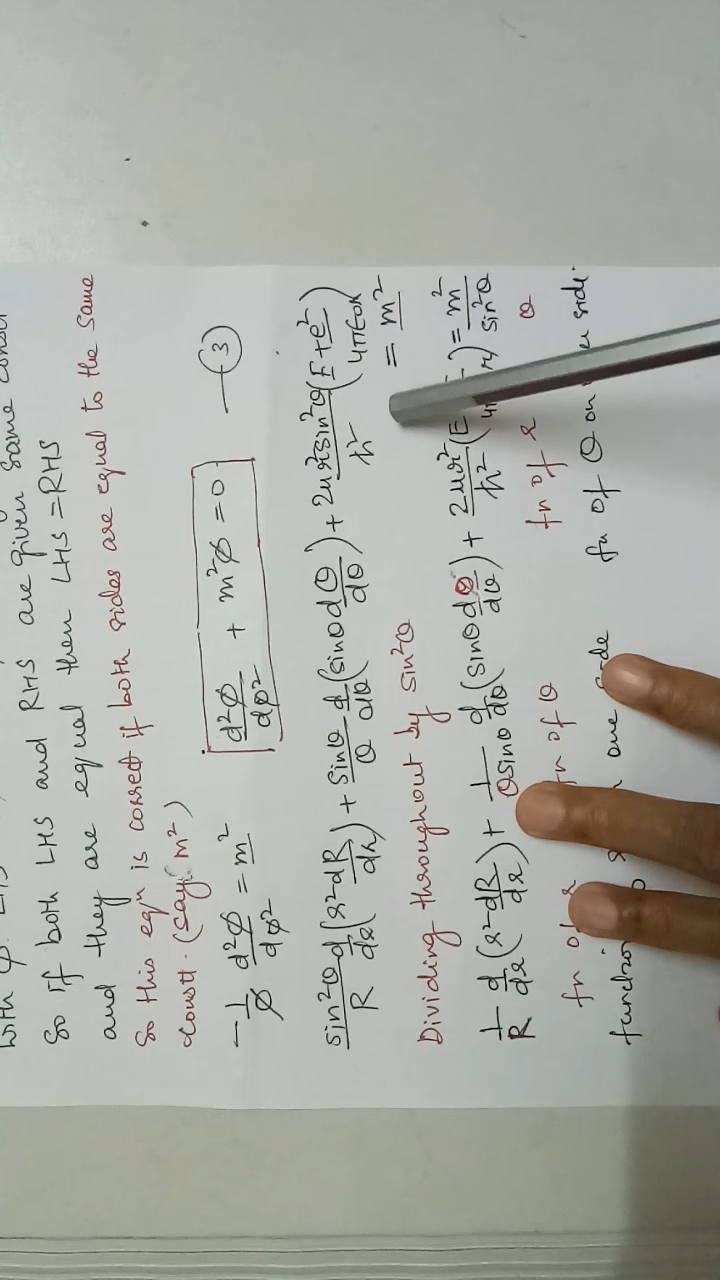 So if both LHS and RHS are given same const
and they are equal then LHS = RHS
So this eqⁿ is correct if both sides are equal to the same
constt. (say m²)
-1/Φ d²Φ/dφ² = m²
d²Φ/dφ² + m²Φ = 0 —(3)
sin²θ/R d/dr (r² dR/dr) + sinθ/Θ d/dθ (sinθ dΘ/dθ) + 2μr²sin²θ/ħ² (E + e²/4πε₀r) = m²
Dividing throughout by sin²θ
1/R d/dr (r² dR/dr) + 1/Θsinθ d/dθ (sinθ dΘ/dθ) + 2μr²/ħ² (E ) = m²/sin²θ
fn of r fn of θ fn of r θ
fn of θ on side.